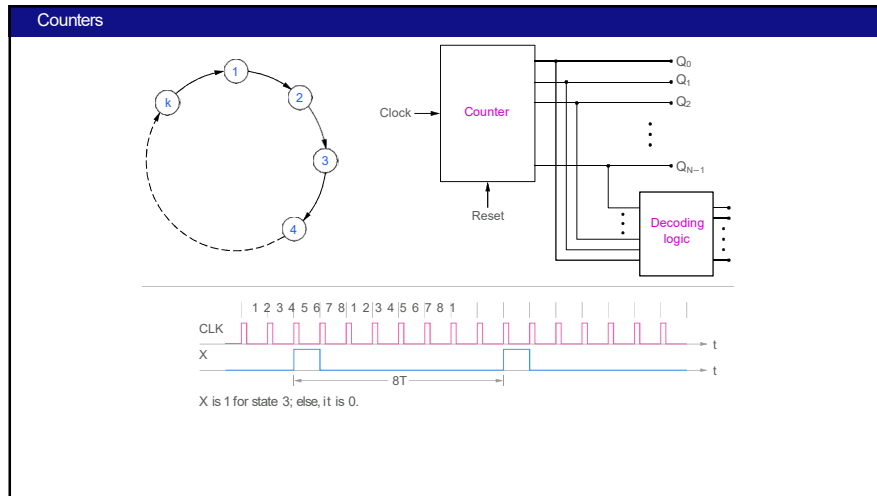 Counters
1
2
3
4
k
Clock
Counter
Reset
Q0
Q1
Q2
QN−1
Decoding
logic
1 2 3 4 5 6 7 8 1 2 3 4 5 6 7 8 1
CLK
t
X
t
8T
X is 1 for state 3; else, it is 0.